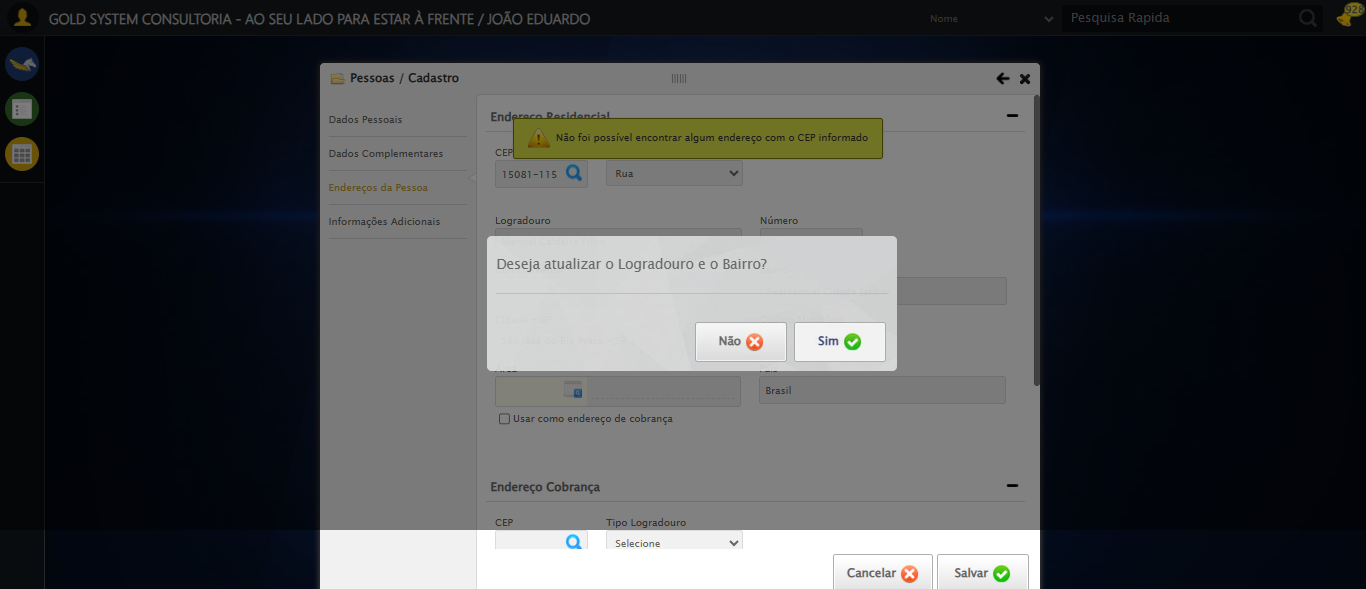 GOLD SYSTEM CONSULTORIA - AO SEU LADO PARA ESTAR À FRENTE / JOÃO EDUARDO
Nome
Pesquisa Rapida
928
Pessoas / Cadastro
Dados Pessoais
Dados Complementares
Endereços da Pessoa
Informações Adicionais
Endereço Residencial
Não foi possível encontrar algum endereço com o CEP informado
CEP
15081-115
Rua
Logradouro
Número
Deseja atualizar o Logradouro e o Bairro?
Não
Sim
Brasil
Usar como endereço de cobrança
Endereço Cobrança
CEP
Tipo Logradouro
Selecione
Cancelar
Salvar